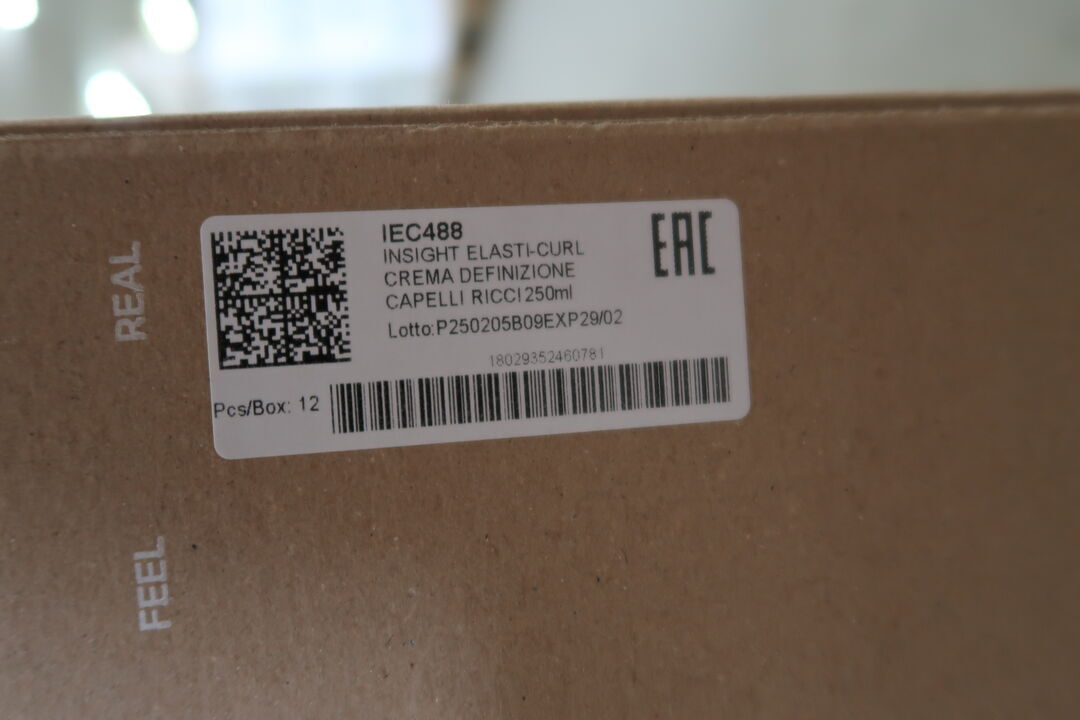 REAL
FEEL
IEC488
INSIGHT ELASTI-CURL
CREMA DEFINIZIONE
CAPELLI RICCI 250ml
Lotto:P250205B09EXP29/02
EAC
18029352460781
Pcs/Box: 12